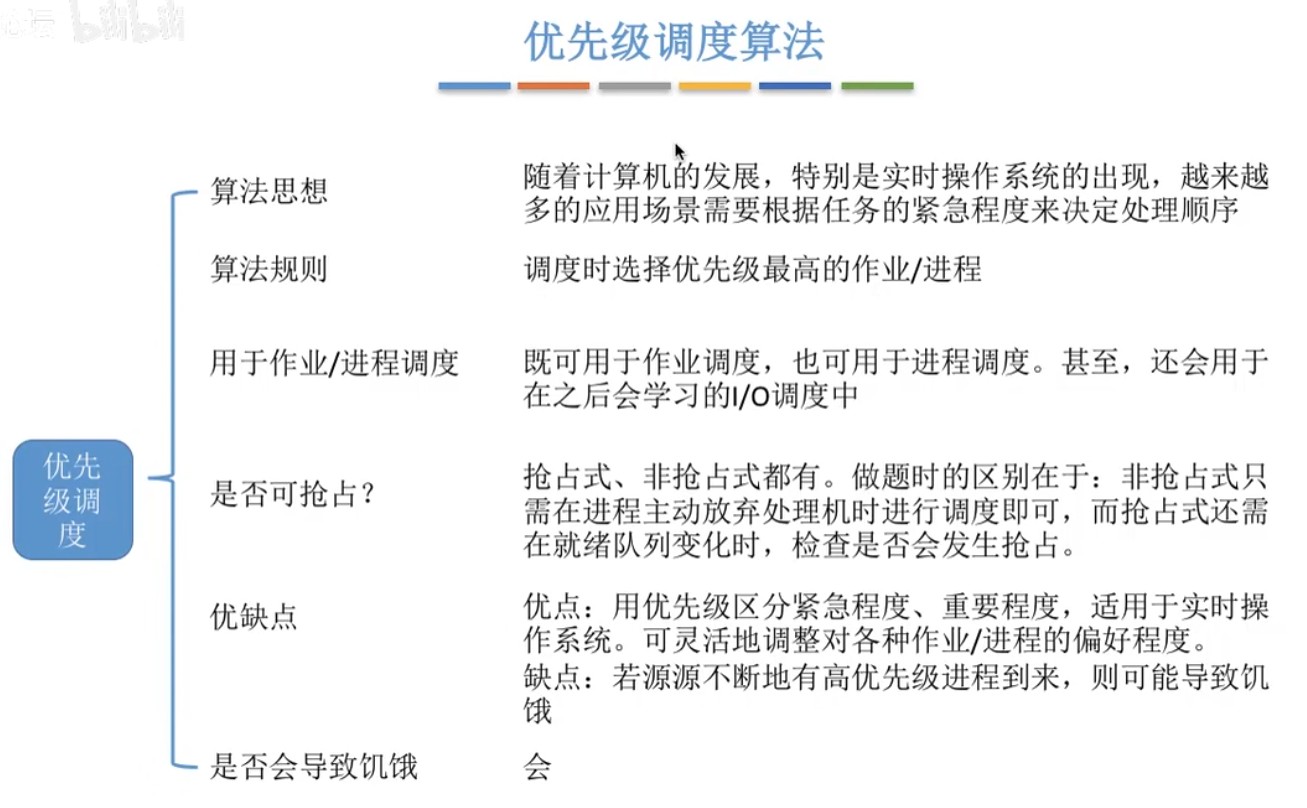 bilibili
优先级调度算法
算法思想
随着计算机的发展，特别是实时操作系统的出现，越来越
多的应用场景需要根据任务的紧急程度来决定处理顺序
算法规则
调度时选择优先级最高的作业/进程
用于作业/进程调度
既可用于作业调度，也可用于进程调度。甚至，还会用于
在之后会学习的I/O调度中
优先
级调
度
是否可抢占？
抢占式、非抢占式都有。做题时的区别在于：非抢占式只
需在进程主动放弃处理机时进行调度即可，而抢占式还需
在就绪队列变化时，检查是否会发生抢占。
优缺点
优点：用优先级区分紧急程度、重要程度，适用于实时操
作系统。可灵活地调整对各种作业/进程的偏好程度。
缺点：若源源不断地有高优先级进程到来，则可能导致饥
饿
是否会导致饥饿
会